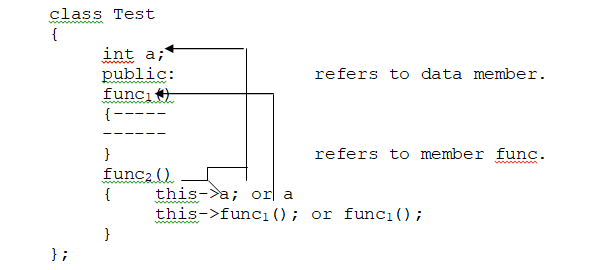 class Test
{
int a;
public: refers to data member.
func₁()
{-----
------
} refers to member func.
func₂()
{ this->a; or a
this->func₁(); or func₁();
}
};